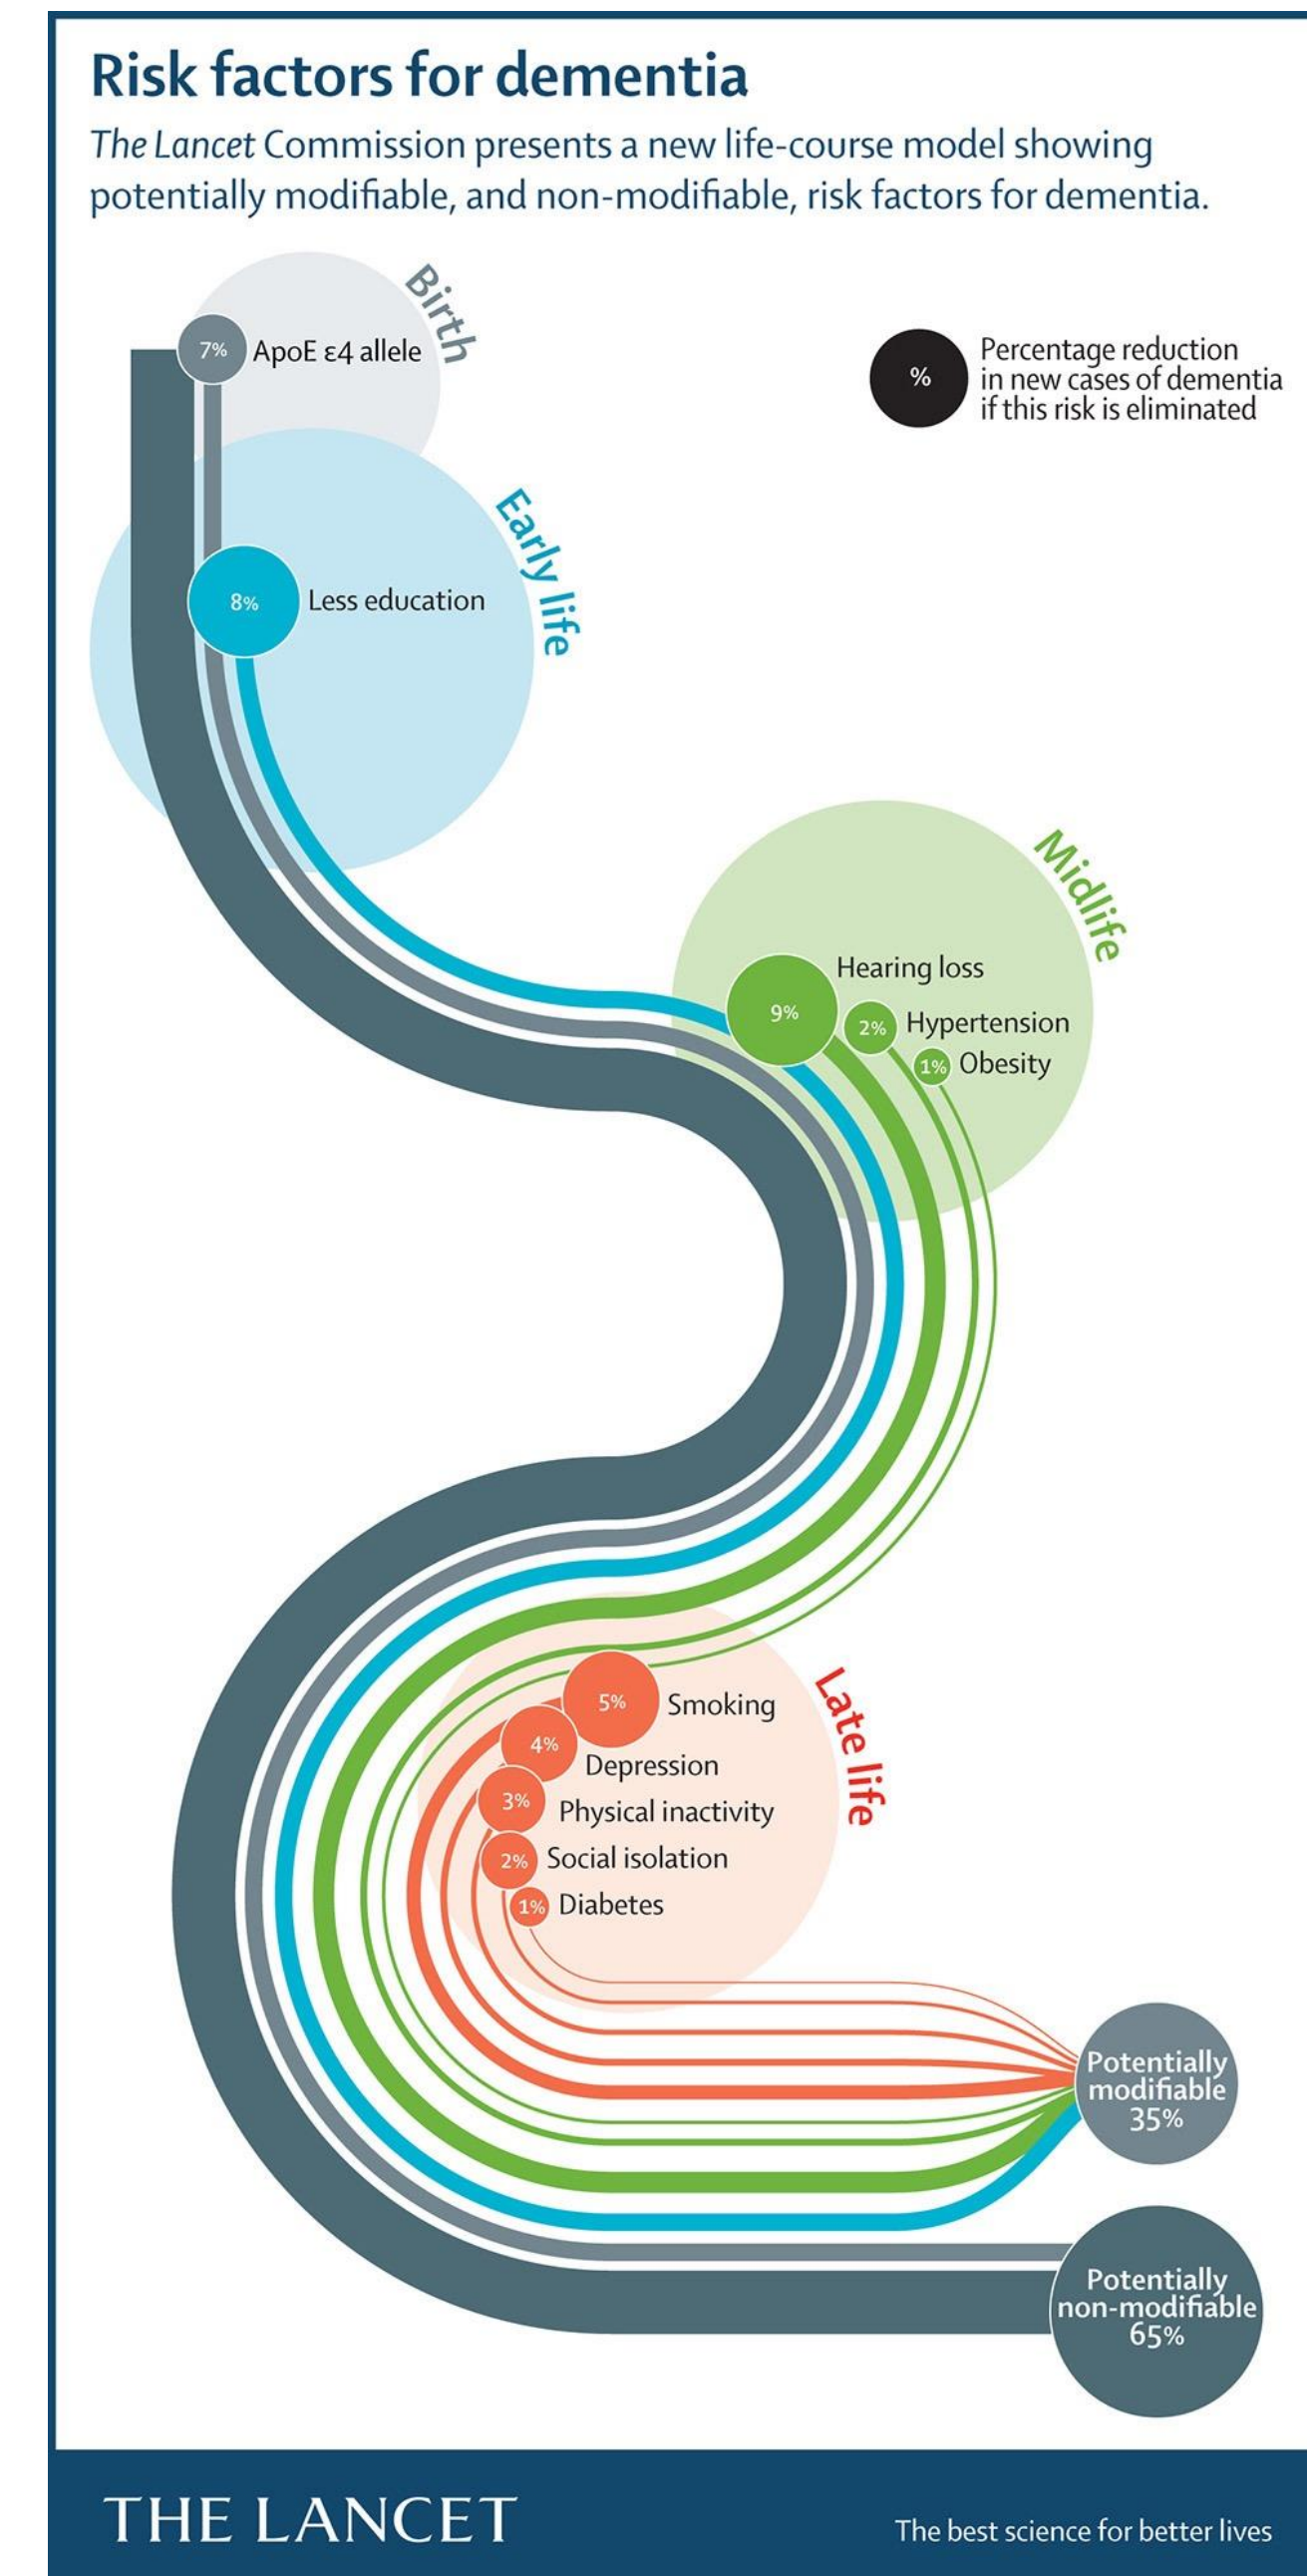 Risk factors for dementia
The Lancet Commission presents a new life-course model showing
potentially modifiable, and non-modifiable, risk factors for dementia.
Birth
7% ApoE ε4 allele
%
Percentage reduction
in new cases of dementia
if this risk is eliminated
Early life
8% Less education
Midlife
9% Hearing loss
2% Hypertension
1% Obesity
Late life
5% Smoking
4% Depression
3% Physical inactivity
2% Social isolation
1% Diabetes
Potentially
modifiable
35%
Potentially
non-modifiable
65%
THE LANCET
The best science for better lives